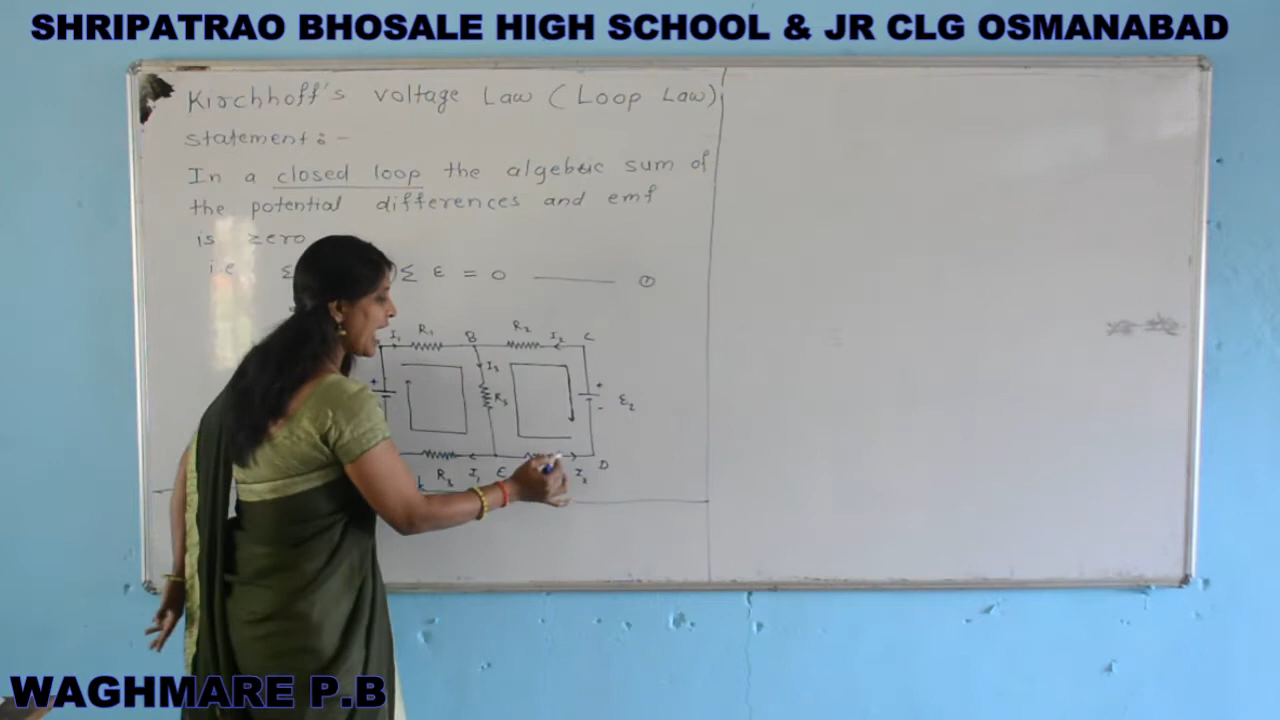 SHRIPATRAO BHOSALE HIGH SCHOOL & JR CLG OSMANABAD
Kirchhoff's voltage Law (Loop Law)
statement :-
In a closed loop the algebric sum of
the potential differences and emf
is zero
i.e Σ Σ ε = 0 ——— ①
I₁ R₁ B R₂ I₂ C
+ I₃ +
R₅ ε₂
-
R₃ I₁ E I₂ D
WAGHMARE P.B